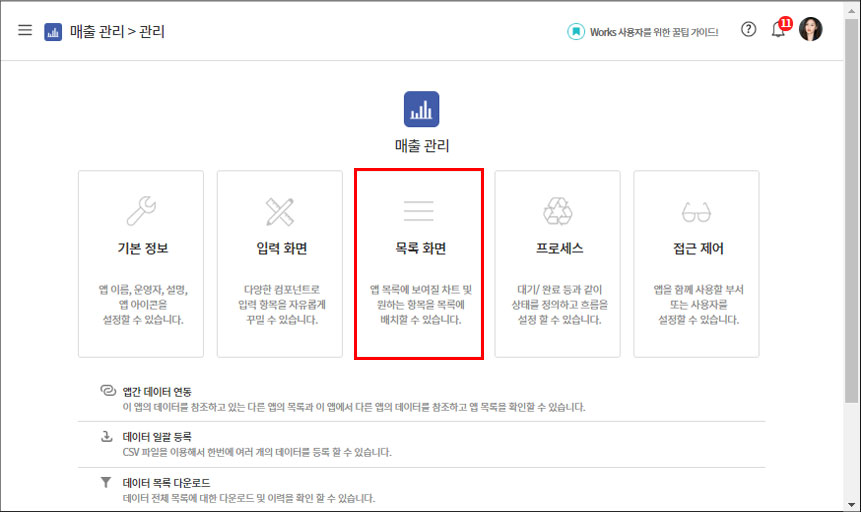 매출 관리 > 관리
Works 사용자를 위한 꿀팁 가이드!
11
매출 관리
기본 정보
앱 이름, 운영자, 설명,
앱 아이콘을
설정할 수 있습니다.
입력 화면
다양한 컴포넌트로
입력 항목을 자유롭게
꾸밀 수 있습니다.
목록 화면
앱 목록에 보여질 차트 및
원하는 항목을 목록에
배치할 수 있습니다.
프로세스
대기/ 완료 등과 같이
상태를 정의하고 흐름을
설정 할 수 있습니다.
접근 제어
앱을 함께 사용할 부서
또는 사용자를
설정할 수 있습니다.
앱간 데이터 연동
이 앱의 데이터를 참조하고 있는 다른 앱의 목록과 이 앱에서 다른 앱의 데이터를 참조하고 앱 목록을 확인할 수 있습니다.
데이터 일괄 등록
CSV 파일을 이용해서 한번에 여러 개의 데이터를 등록 할 수 있습니다.
데이터 목록 다운로드
데이터 전체 목록에 대한 다운로드 및 이력을 확인 할 수 있습니다.